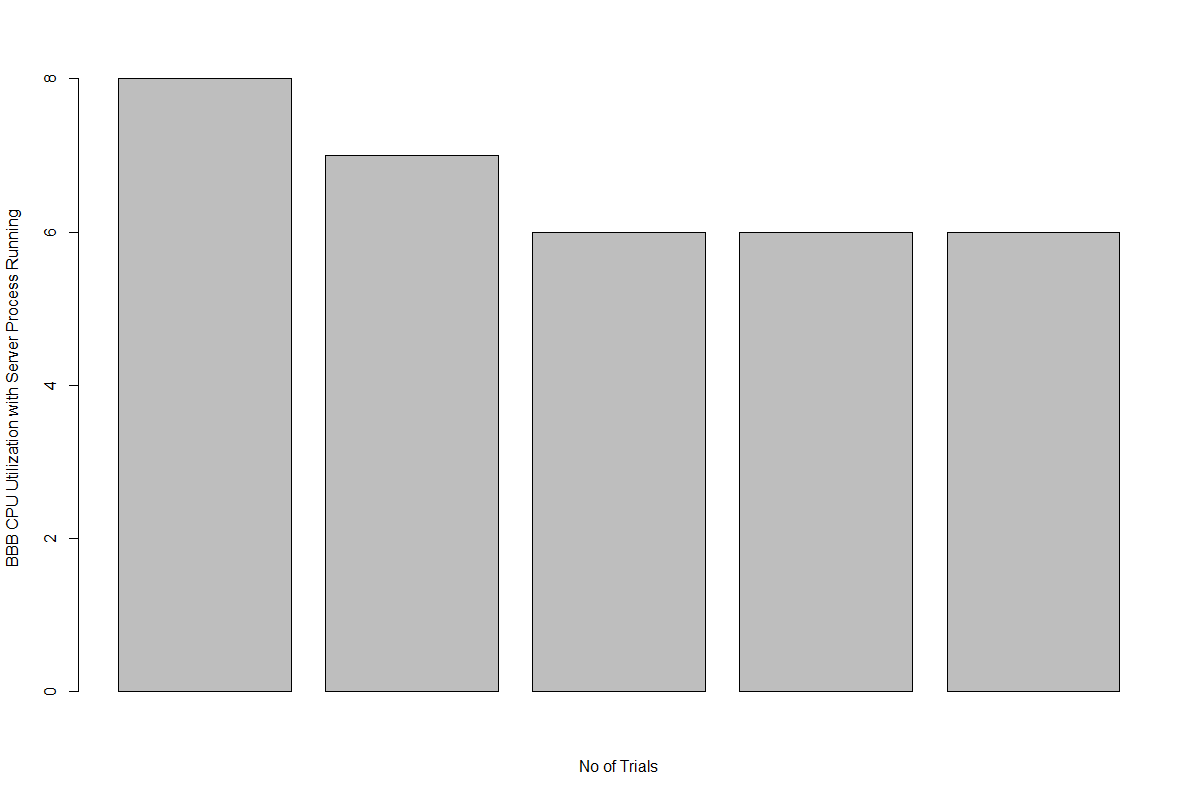 BBB CPU Utilization with Server Process Running
8
6
4
2
0
No of Trials